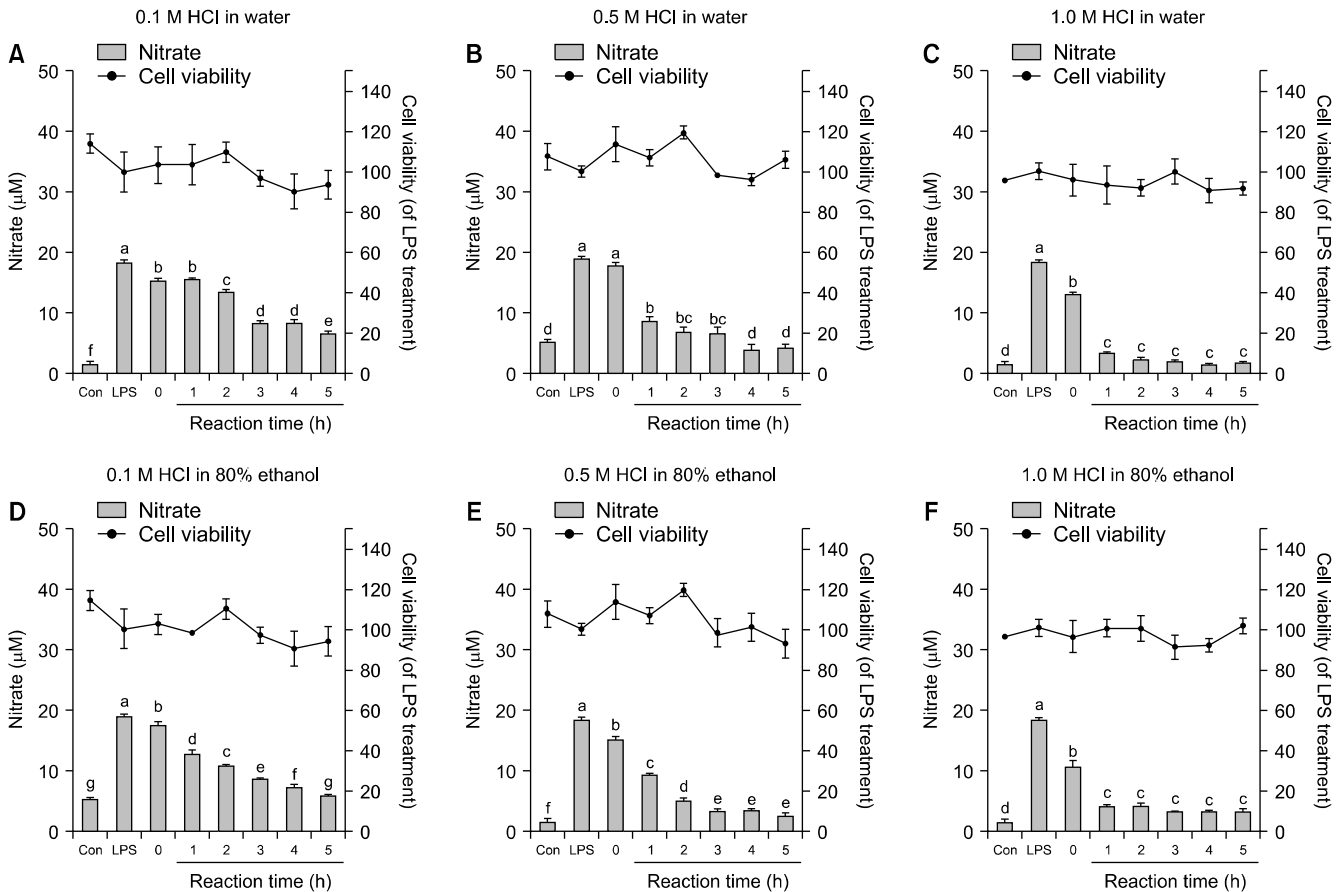 0.1 M HCl in water
A
Nitrate
Cell viability
50
40
30
20
10
0
Nitrate (μM)
140
120
100
80
60
40
20
0
Cell viability (of LPS treatment)
f a b b c d d e
Con LPS 0 1 2 3 4 5
Reaction time (h)
0.5 M HCl in water
B
Nitrate
Cell viability
50
40
30
20
10
0
Nitrate (μM)
140
120
100
80
60
40
20
0
Cell viability (of LPS treatment)
d a a b bc bc d d
Con LPS 0 1 2 3 4 5
Reaction time (h)
1.0 M HCl in water
C
Nitrate
Cell viability
50
40
30
20
10
0
Nitrate (μM)
140
120
100
80
60
40
20
0
Cell viability (of LPS treatment)
d a b c c c c c
Con LPS 0 1 2 3 4 5
Reaction time (h)
0.1 M HCl in 80% ethanol
D
Nitrate
Cell viability
50
40
30
20
10
0
Nitrate (μM)
140
120
100
80
60
40
20
0
Cell viability (of LPS treatment)
g a b d c e f g
Con LPS 0 1 2 3 4 5
Reaction time (h)
0.5 M HCl in 80% ethanol
E
Nitrate
Cell viability
50
40
30
20
10
0
Nitrate (μM)
140
120
100
80
60
40
20
0
Cell viability (of LPS treatment)
f a b c d e e e
Con LPS 0 1 2 3 4 5
Reaction time (h)
1.0 M HCl in 80% ethanol
F
Nitrate
Cell viability
50
40
30
20
10
0
Nitrate (μM)
140
120
100
80
60
40
20
0
Cell viability (of LPS treatment)
d a b c c c c c
Con LPS 0 1 2 3 4 5
Reaction time (h)